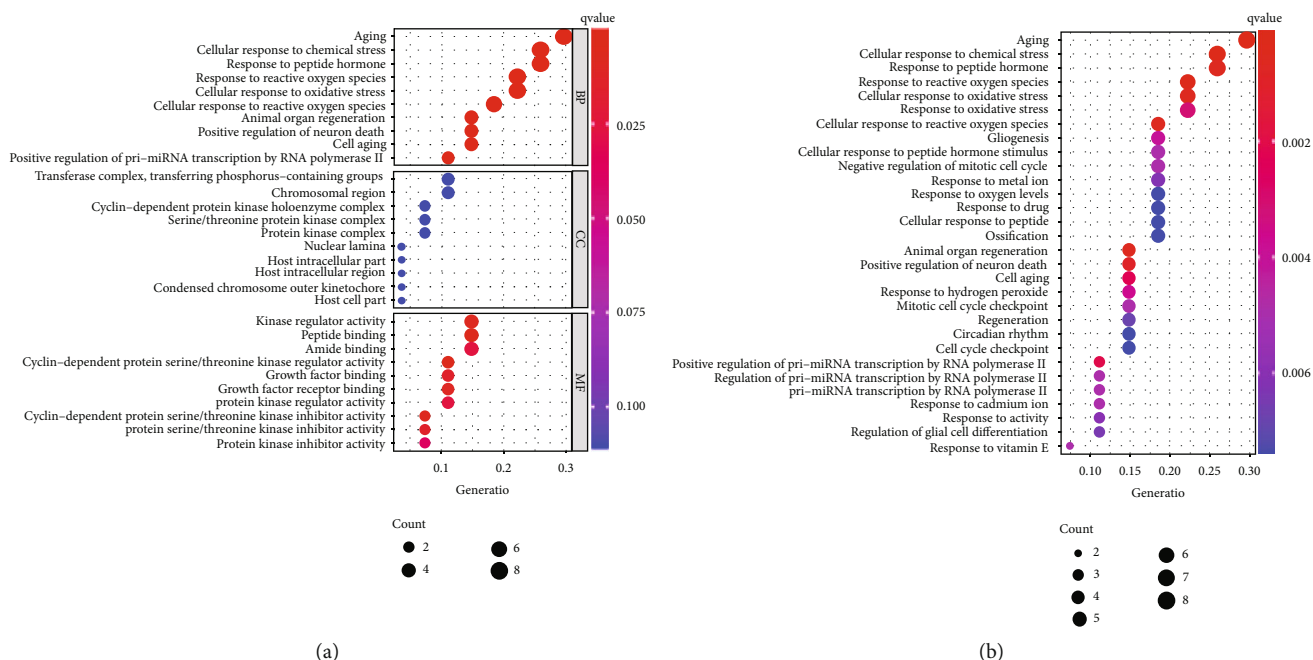 qvalue
Aging
Cellular response to chemical stress
Response to peptide hormone
Response to reactive oxygen species
Cellular response to oxidative stress
Cellular response to reactive oxygen species
Animal organ regeneration
Positive regulation of neuron death
Cell aging
Positive regulation of pri−miRNA transcription by RNA polymerase II
BP
Transferase complex, transferring phosphorus−containing groups
Chromosomal region
Cyclin−dependent protein kinase holoenzyme complex
Serine/threonine protein kinase complex
Protein kinase complex
Nuclear lamina
Host intracellular part
Host intracellular region
Condensed chromosome outer kinetochore
Host cell part
CC
Kinase regulator activity
Peptide binding
Amide binding
Cyclin−dependent protein serine/threonine kinase regulator activity
Growth factor binding
Growth factor receptor binding
protein kinase regulator activity
Cyclin−dependent protein serine/threonine kinase inhibitor activity
protein serine/threonine kinase inhibitor activity
Protein kinase inhibitor activity
MF
0.025
0.050
0.075
0.100
0.1 0.2 0.3
Generatio
Count
2 6
4 8
(a)
qvalue
Aging
Cellular response to chemical stress
Response to peptide hormone
Response to reactive oxygen species
Cellular response to oxidative stress
Response to oxidative stress
Cellular response to reactive oxygen species
Gliogenesis
Cellular response to peptide hormone stimulus
Negative regulation of mitotic cell cycle
Response to metal ion
Response to oxygen levels
Response to drug
Cellular response to peptide
Ossification
Animal organ regeneration
Positive regulation of neuron death
Cell aging
Response to hydrogen peroxide
Mitotic cell cycle checkpoint
Regeneration
Circadian rhythm
Cell cycle checkpoint
Positive regulation of pri−miRNA transcription by RNA polymerase II
Regulation of pri−miRNA transcription by RNA polymerase II
pri−miRNA transcription by RNA polymerase II
Response to cadmium ion
Response to activity
Regulation of glial cell differentiation
Response to vitamin E
0.002
0.004
0.006
0.10 0.15 0.20 0.25 0.30
Generatio
Count
2 6
3 7
4 8
5
(b)